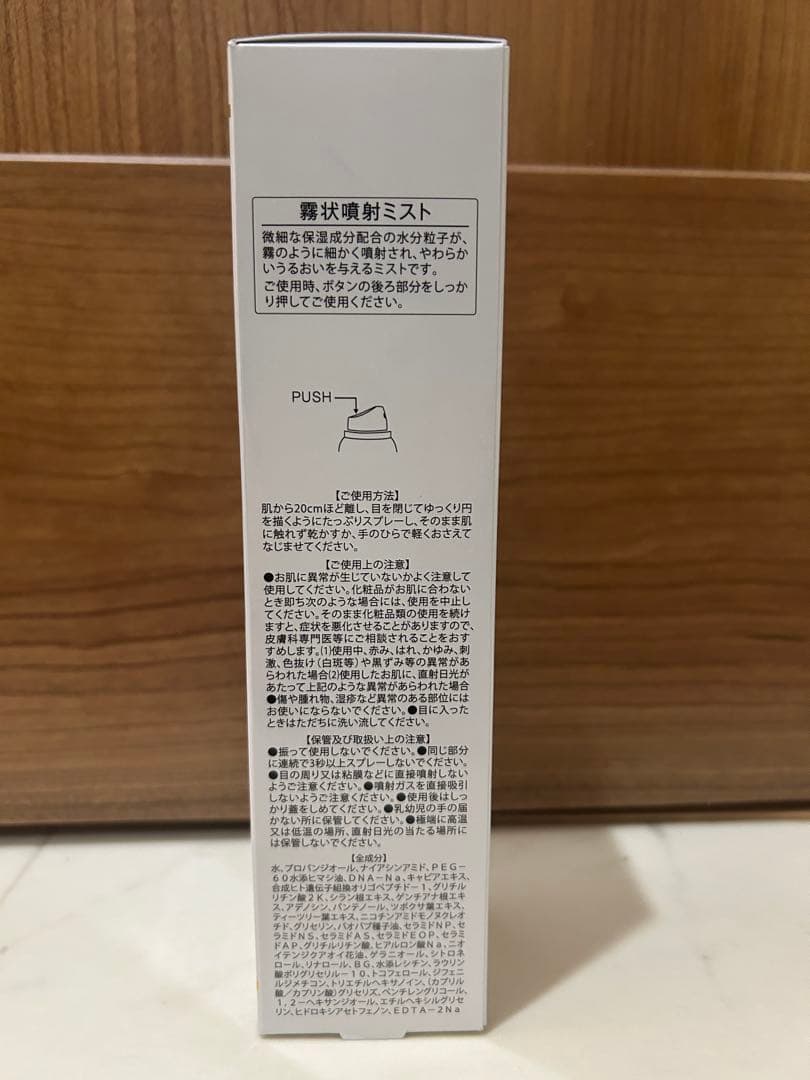 霧状噴射ミスト
微細な保湿成分配合の水分粒子が、
霧のように細かく噴射され、やわらか
いうるおいを与えるミストです。
ご使用時、ボタンの後ろ部分をしっか
り押してご使用ください。
PUSH
【ご使用方法】
肌から20cmほど離し、目を閉じてゆっくり円
を描くようにたっぷりスプレーし、そのまま肌
に触れず乾かすか、手のひらで軽くおさえて
なじませてください。
【ご使用上の注意】
●お肌に異常が生じていないかよく注意して
使用してください。化粧品がお肌に合わない
とき即ち次のような場合には、使用を中止し
てください。そのまま化粧品類の使用を続け
ますと、症状を悪化させることがありますので、
皮膚科専門医等にご相談されることをおす
すめします。(1)使用中、赤み、はれ、かゆみ、刺
激、色抜け(白斑等)や黒ずみ等の異常があ
らわれた場合(2)使用したお肌に、直射日光が
あたって上記のような異常があらわれた場合
●傷や腫れ物、湿疹など異常のある部位には
お使いにならないでください。●目に入った
ときはただちに洗い流してください。
【保管及び取扱い上の注意】
●振って使用しないでください。●同じ部分
に連続で3秒以上スプレーしないでください。
●目の周り又は粘膜などに直接噴射しない
ようご注意ください。●噴射ガスを直接吸引
しないようご注意ください。●使用後はしっ
かり蓋をしめてください。●乳幼児の手の届
かない所に保管してください。●極端に高温
又は低温の場所、直射日光の当たる場所に
は保管しないでください。
【全成分】
水、プロパンジオール、ナイアシンアミド、PEG-
60水添ヒマシ油、DNA-Na、キャビアエキス、
合成ヒト遺伝子組換オリゴペプチド-1、グリチル
リチン酸2K、シラン根エキス、ゲンチアナ根エキ
ス、アデノシン、パンテノール、ツボクサ葉エキス、
ティーツリー葉エキス、ニコチンアミドモノヌクレオ
チド、グリセリン、バオバブ種子油、セラミドNP、セラ
ミドNS、セラミドAS、セラミドEOP、セラミ
ドAP、グリチルリチン酸、ヒアルロン酸Na、ニオ
イテンジクアオイ花油、ゲラニオール、シトロネ
ロール、リナロール、BG、水添レシチン、ラウリン
酸ポリグリセリル-10、トコフェロール、ジフェニ
ルジメチコン、トリエチルヘキサノイン、(カプリル
酸/カプリン酸)グリセリズ、ペンチレングリコール、
1,2-ヘキサンジオール、エチルヘキシルグリセ
リン、ヒドロキシアセトフェノン、EDTA-2Na